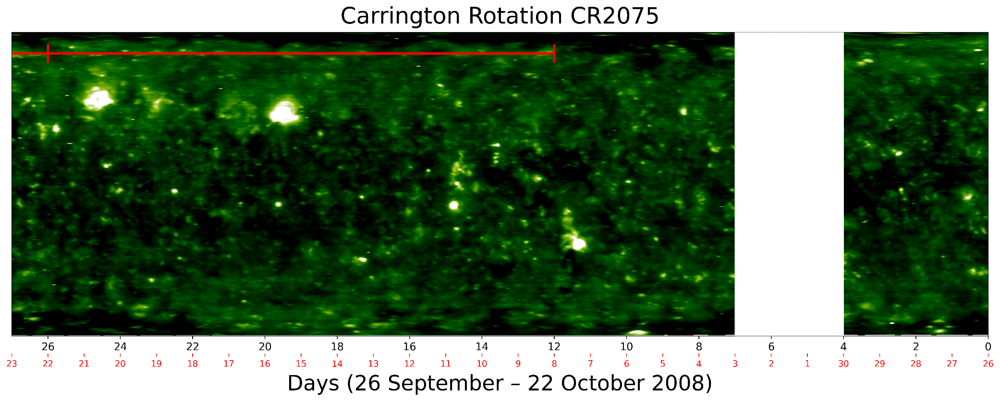 Carrington Rotation CR2075
26 24 22 20 18 16 14 12 10 8 6 4 2 0
23 22 21 20 19 18 17 16 15 14 13 12 11 10 9 8 7 6 5 4 3 2 1 30 29 28 27 26
Days (26 September – 22 October 2008)